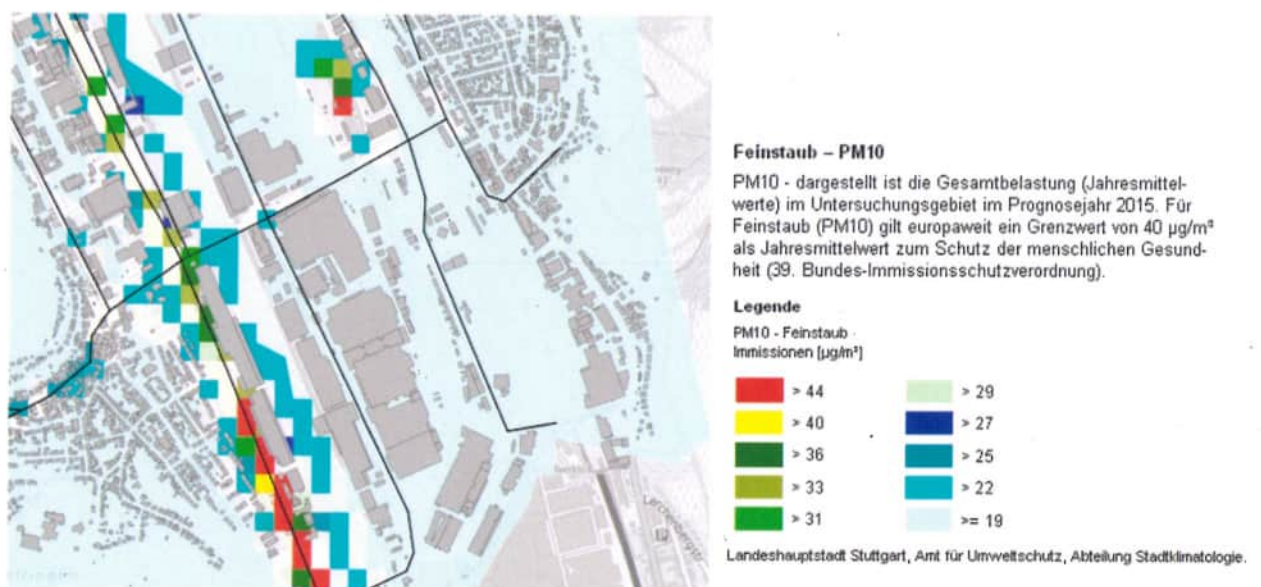 Feinstaub – PM10
PM10 - dargestellt ist die Gesamtbelastung (Jahresmittel-
werte) im Untersuchungsgebiet im Prognosejahr 2015. Für
Feinstaub (PM10) gilt europaweit ein Grenzwert von 40 µg/m³
als Jahresmittelwert zum Schutz der menschlichen Gesund-
heit (39. Bundes-Immissionsschutzverordnung).
Legende
PM10 - Feinstaub
Immissionen [µg/m³]
> 44
> 40
> 36
> 33
> 31
> 29
> 27
> 25
> 22
>= 19
Lerchenbergstr.
Landeshauptstadt Stuttgart, Amt für Umweltschutz, Abteilung Stadtklimatologie.